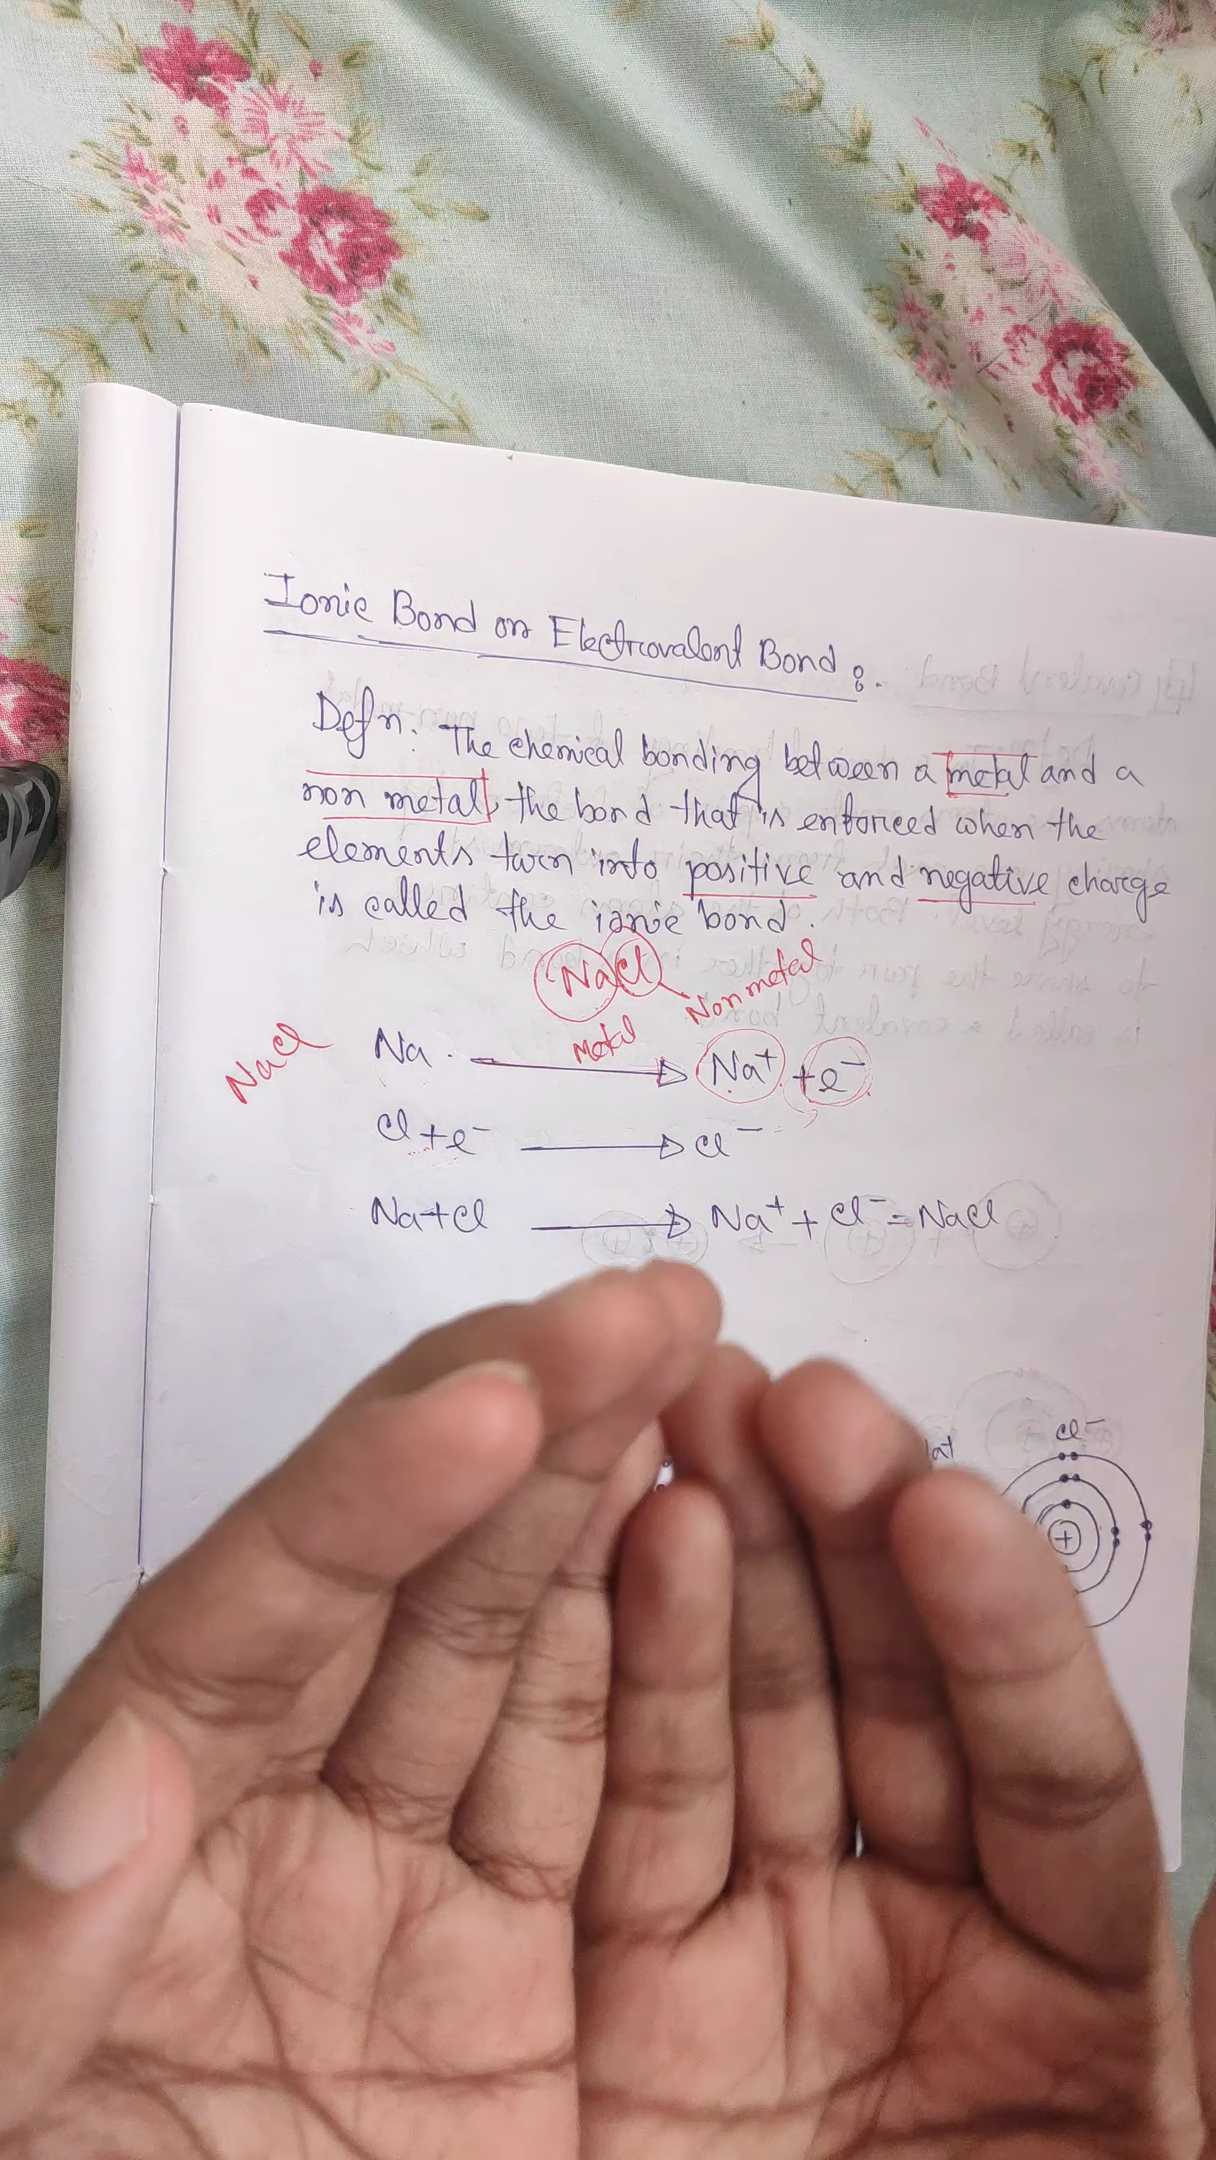 Ionic Bond or Electrovalent Bond :.
Defn: The chemical bonding between a metal and a
non metal, the bond that is enforced when the
elements turn into positive and negative charge
is called the ionic bond.
NaCl
Nonmetal
Metal
NaCl
Na → Na⁺ + e⁻
Cl + e⁻ → Cl⁻
Na + Cl → Na⁺ + Cl⁻ = NaCl
Cl⁻
+